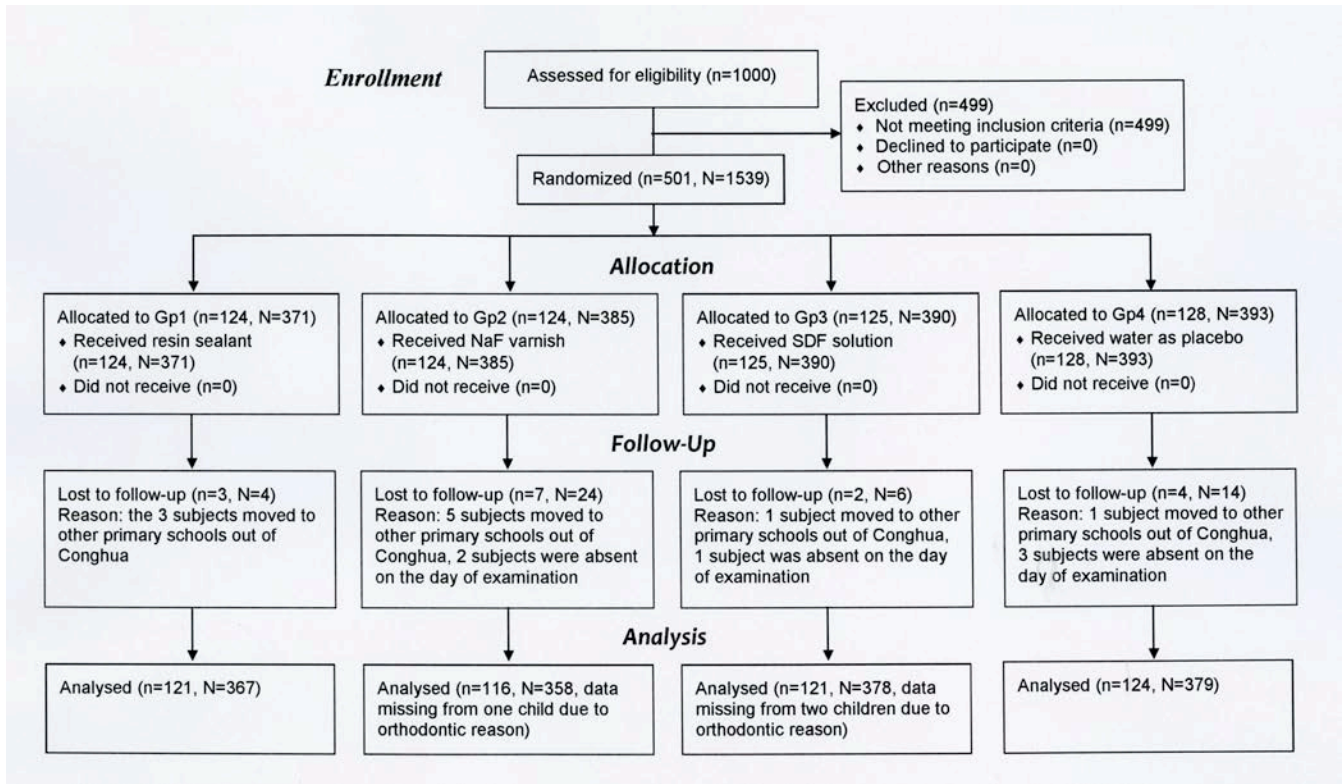 Enrollment
Assessed for eligibility (n=1000)
Excluded (n=499)
♦ Not meeting inclusion criteria (n=499)
♦ Declined to participate (n=0)
♦ Other reasons (n=0)
Randomized (n=501, N=1539)
Allocation
Allocated to Gp1 (n=124, N=371)
♦ Received resin sealant
(n=124, N=371)
♦ Did not receive (n=0)
Allocated to Gp2 (n=124, N=385)
♦ Received NaF varnish
(n=124, N=385)
♦ Did not receive (n=0)
Allocated to Gp3 (n=125, N=390)
♦ Received SDF solution
(n=125, N=390)
♦ Did not receive (n=0)
Allocated to Gp4 (n=128, N=393)
♦ Received water as placebo
(n=128, N=393)
♦ Did not receive (n=0)
Follow-Up
Lost to follow-up (n=3, N=4)
Reason: the 3 subjects moved to
other primary schools out of
Conghua
Lost to follow-up (n=7, N=24)
Reason: 5 subjects moved to
other primary schools out of
Conghua, 2 subjects were absent
on the day of examination
Lost to follow-up (n=2, N=6)
Reason: 1 subject moved to other
primary schools out of Conghua,
1 subject was absent on the day
of examination
Lost to follow-up (n=4, N=14)
Reason: 1 subject moved to other
primary schools out of Conghua,
3 subjects were absent on the
day of examination
Analysis
Analysed (n=121, N=367)
Analysed (n=116, N=358, data
missing from one child due to
orthodontic reason)
Analysed (n=121, N=378, data
missing from two children due to
orthodontic reason)
Analysed (n=124, N=379)